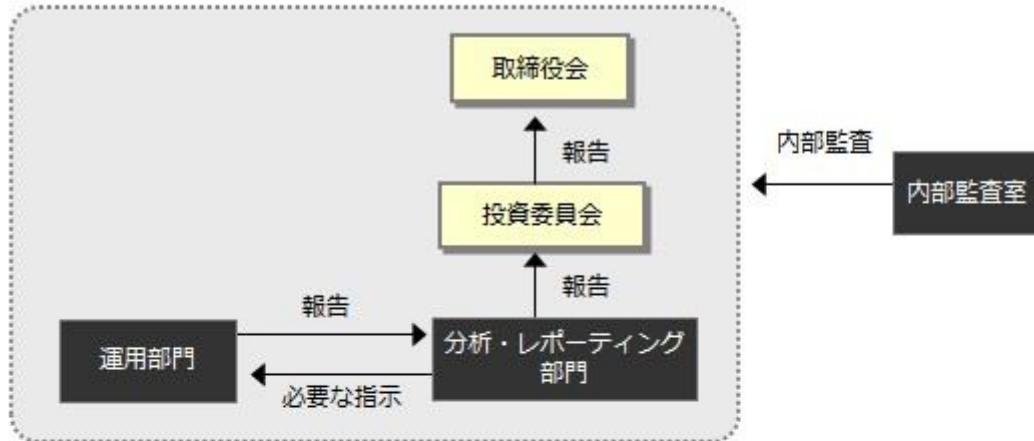 取締役会
報告
内部監査
内部監査室
投資委員会
報告
報告
運用部門
分析・レポーティング
部門
必要な指示